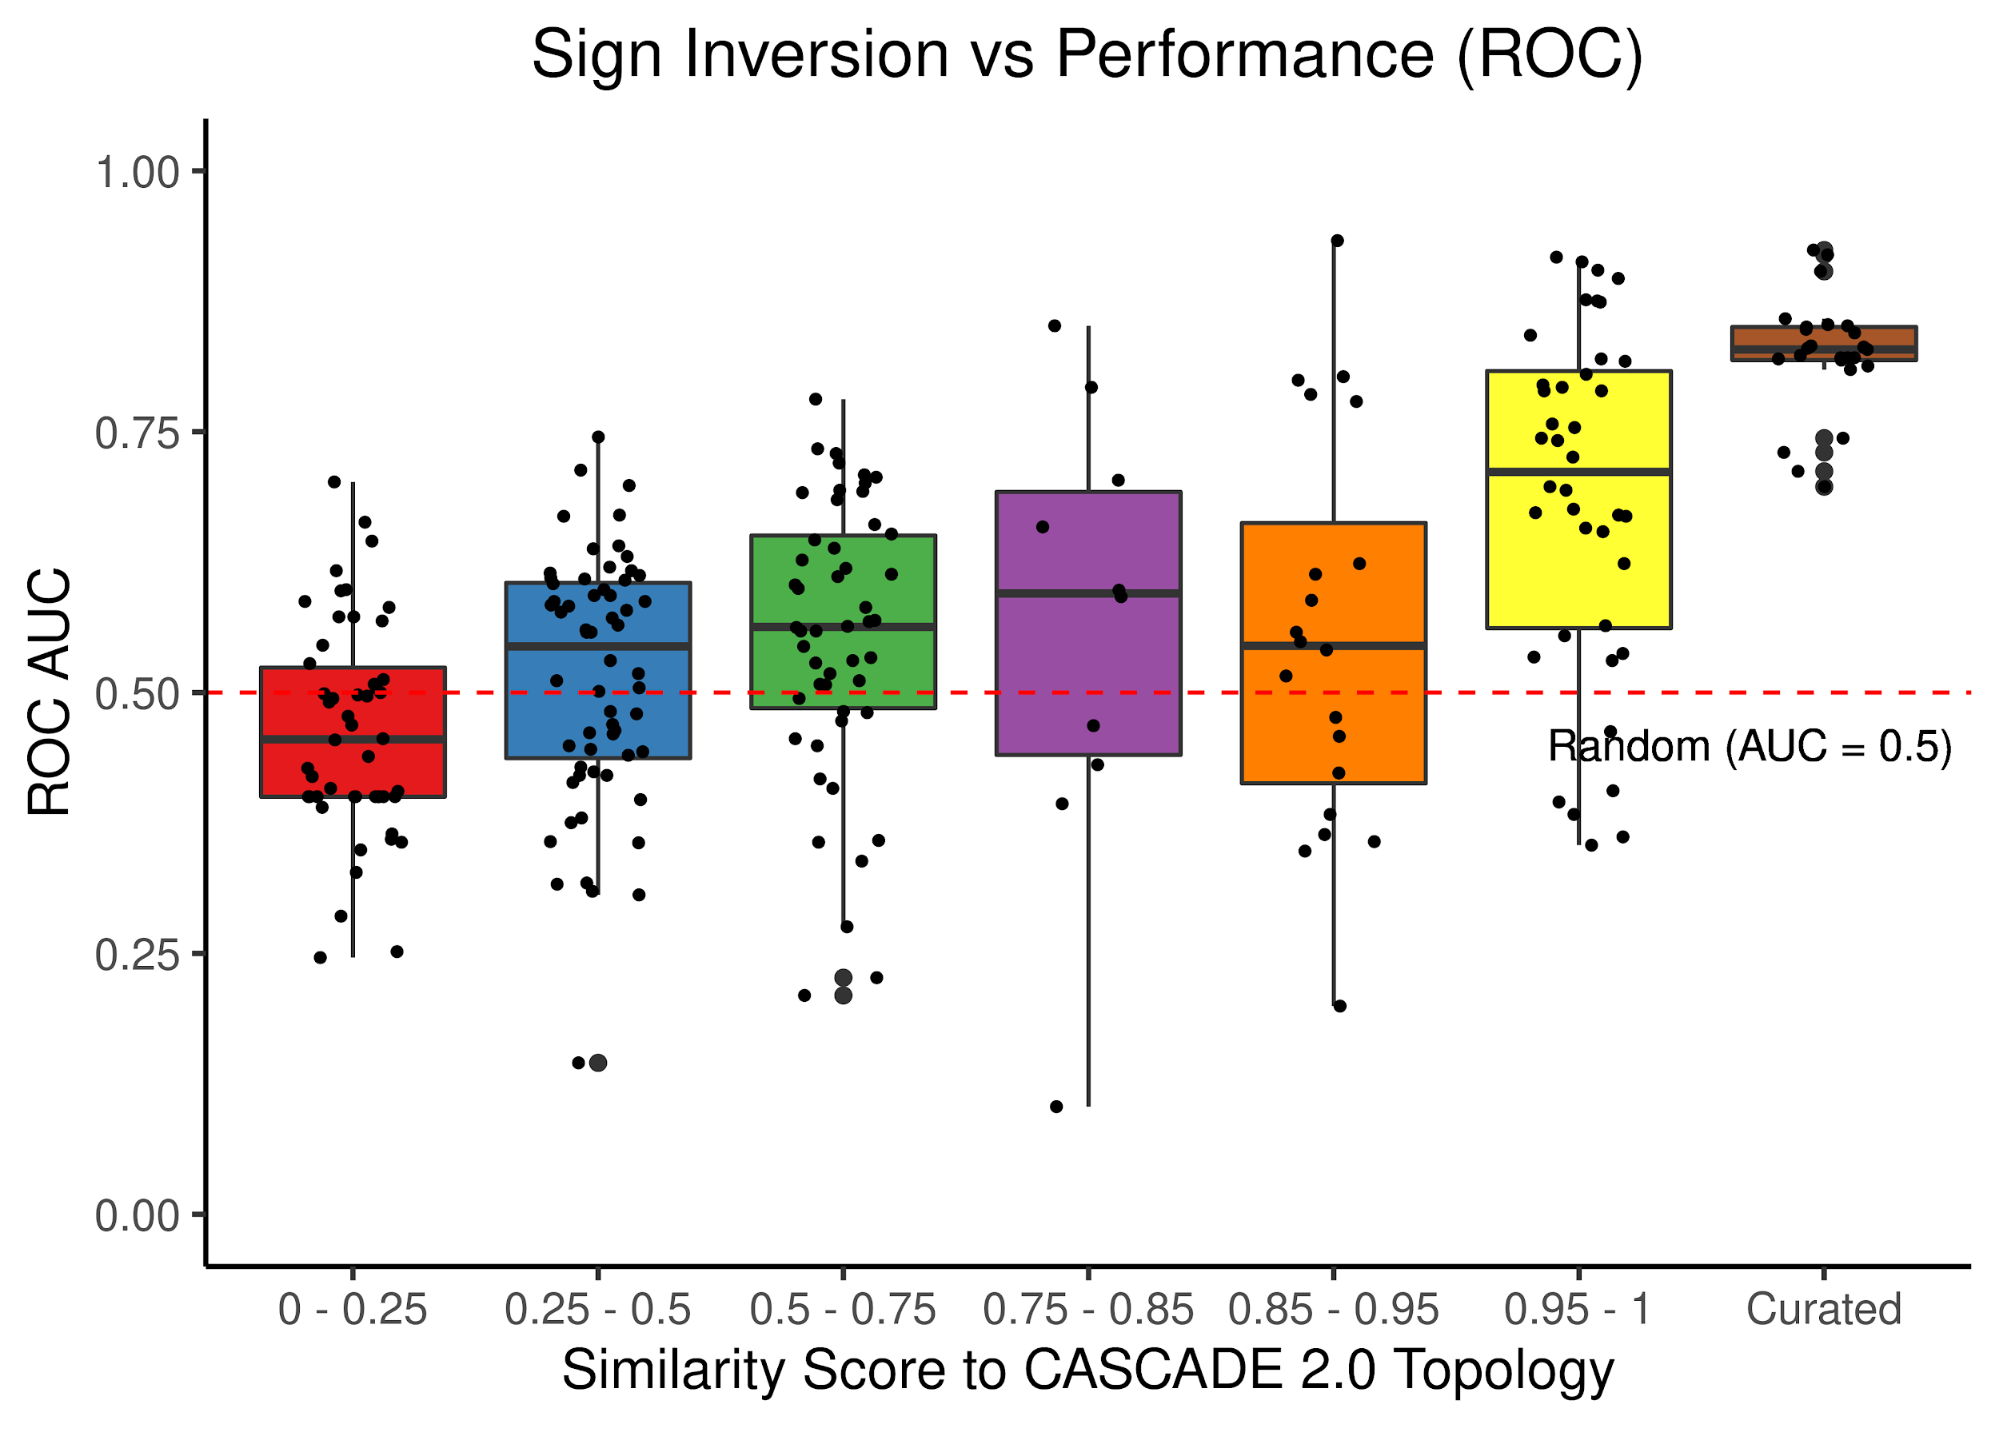 Sign Inversion vs Performance (ROC)
ROC AUC
1.00
0.75
0.50
0.25
0.00
Random (AUC = 0.5)
0 - 0.25 0.25 - 0.5 0.5 - 0.75 0.75 - 0.85 0.85 - 0.95 0.95 - 1 Curated
Similarity Score to CASCADE 2.0 Topology